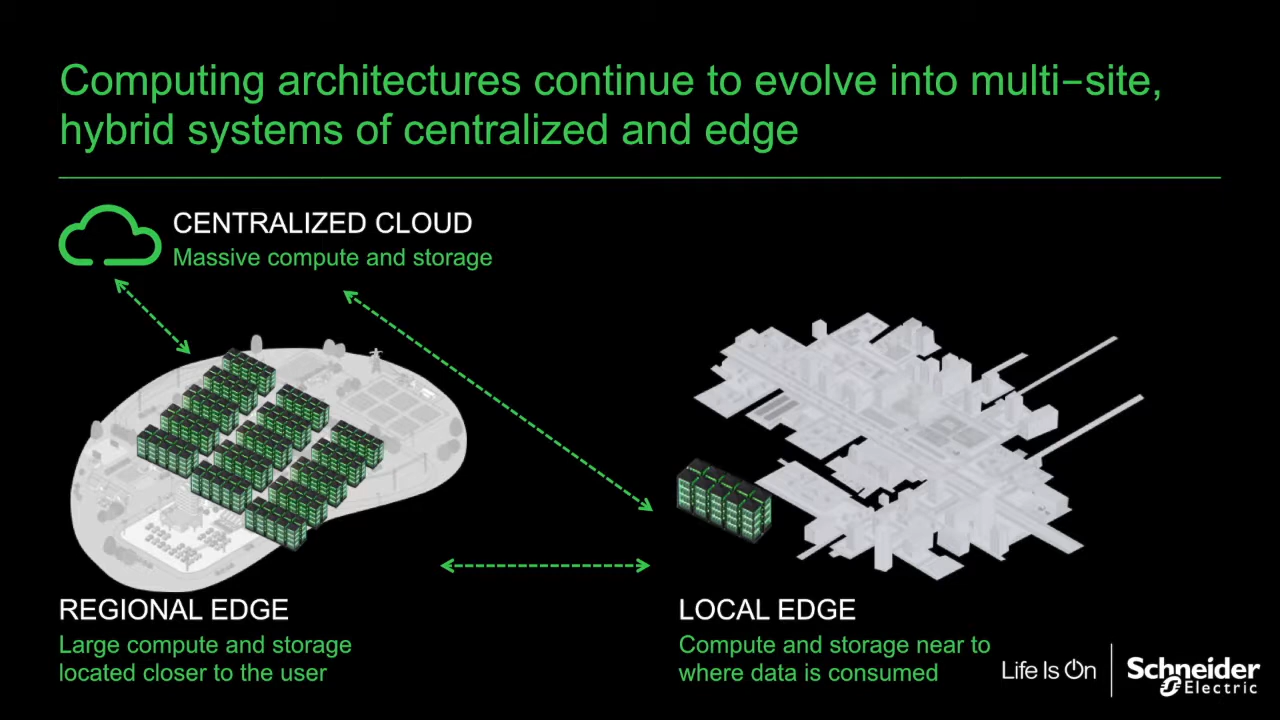 Computing architectures continue to evolve into multi–site,
hybrid systems of centralized and edge
CENTRALIZED CLOUD
Massive compute and storage
REGIONAL EDGE
Large compute and storage
located closer to the user
LOCAL EDGE
Compute and storage near to
where data is consumed
Life Is On
Schneider
Electric